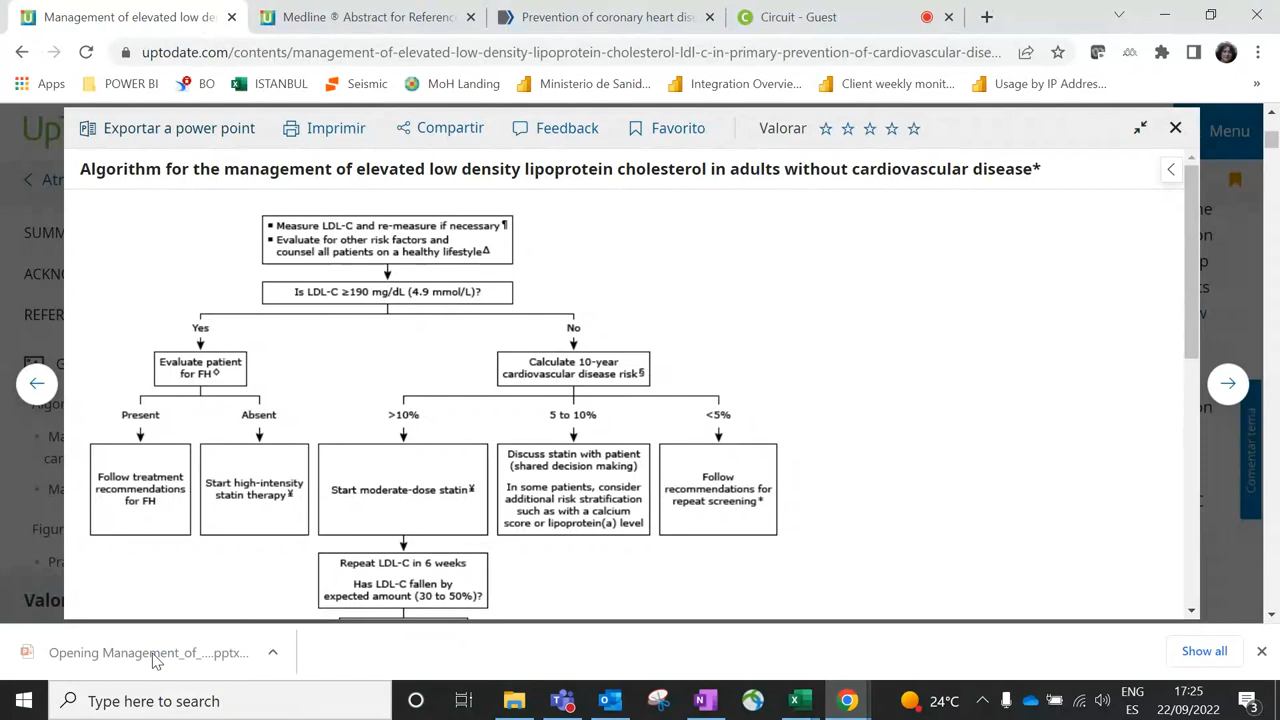 Management of elevated low de
Medline ® Abstract for Reference
Prevention of coronary heart dise
Circuit - Guest
uptodate.com/contents/management-of-elevated-low-density-lipoprotein-cholesterol-ldl-c-in-primary-prevention-of-cardiovascular-dise...
Apps
POWER BI
BO
ISTANBUL
Seismic
MoH Landing
Ministerio de Sanid...
Integration Overvie...
Client weekly monit...
Usage by IP Addres...
Menu
Exportar a power point
Imprimir
Compartir
Feedback
Favorito
Valorar
Algorithm for the management of elevated low density lipoprotein cholesterol in adults without cardiovascular disease*
▪ Measure LDL-C and re-measure if necessary¶
▪ Evaluate for other risk factors and
counsel all patients on a healthy lifestyleΔ
Is LDL-C ≥190 mg/dL (4.9 mmol/L)?
Yes
No
Evaluate patient
for FH◊
Calculate 10-year
cardiovascular disease risk§
Present
Absent
>10%
5 to 10%
<5%
Follow treatment
recommendations
for FH
Start high-intensity
statin therapy¥
Start moderate-dose statin¥
Discuss statin with patient
(shared decision making)
In some patients, consider
additional risk stratification
such as with a calcium
score or lipoprotein(a) level
Follow
recommendations for
repeat screening*
Repeat LDL-C in 6 weeks
Has LDL-C fallen by
expected amount (30 to 50%)?
SUMM
ACKN
REFER
Figur
Valor
Comentar tema
Opening Management_of_....pptx...
Show all
Type here to search
24°C
ENG
ES
17:25
22/09/2022
3